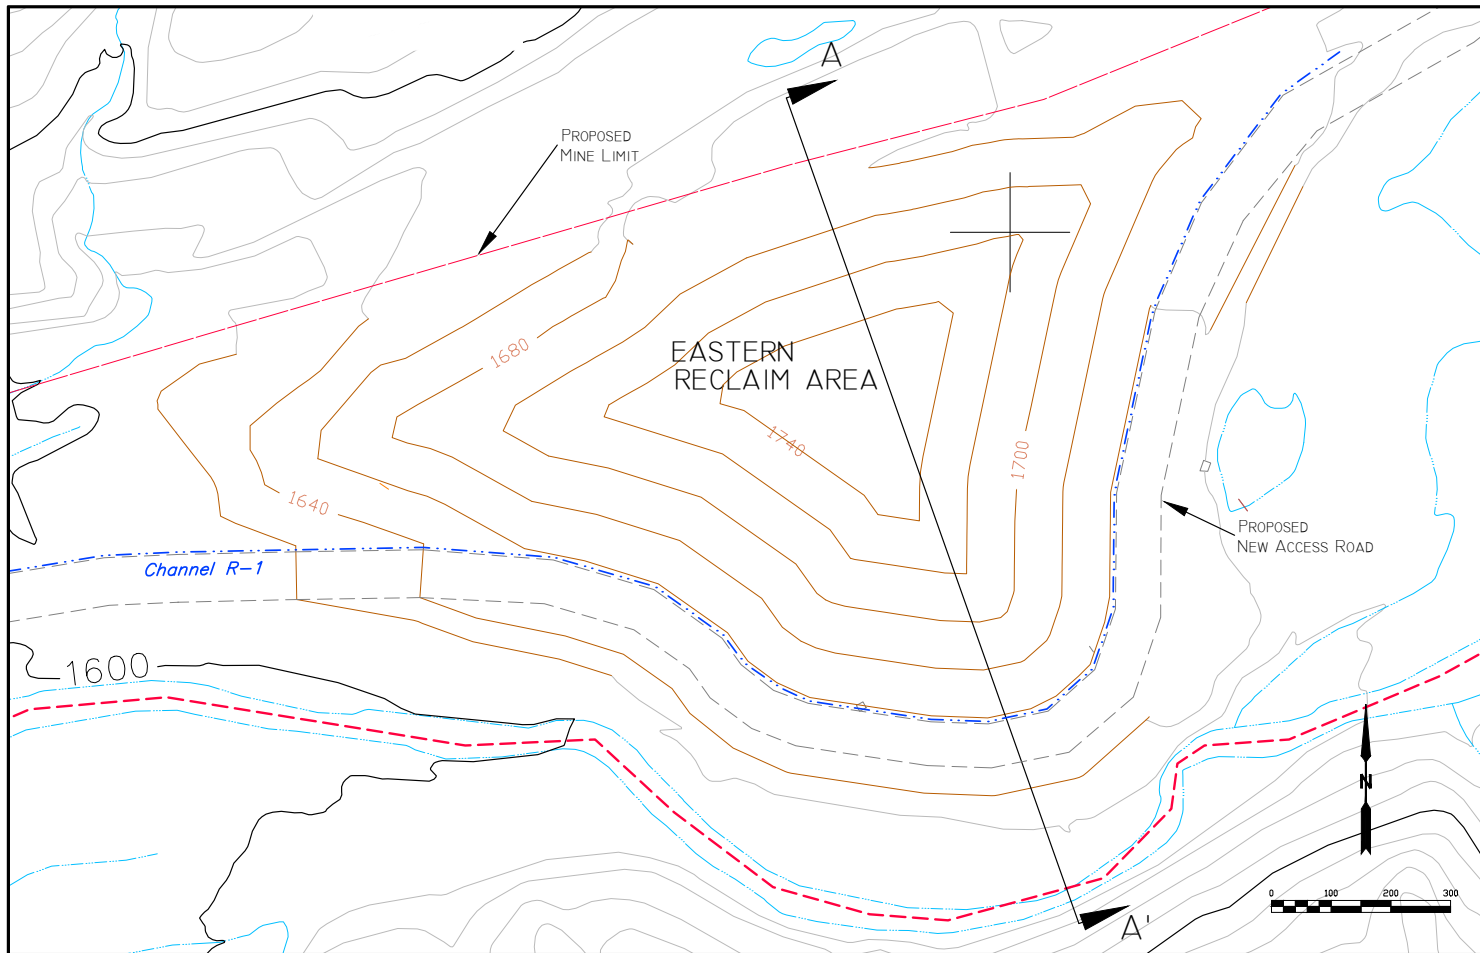 A
PROPOSED
MINE LIMIT
1680
EASTERN
RECLAIM AREA
1740
1700
1640
PROPOSED
NEW ACCESS ROAD
Channel R-1
1600
N
0 100 200 300
A'